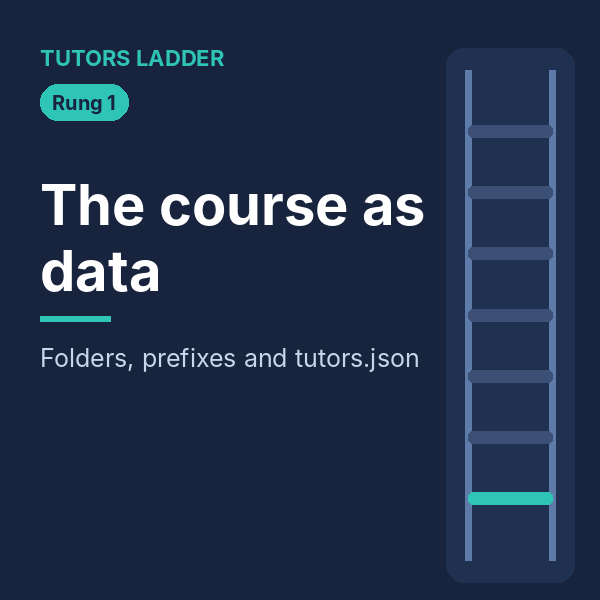 TUTORS LADDER
Rung 1
The course as
data
Folders, prefixes and tutors.json